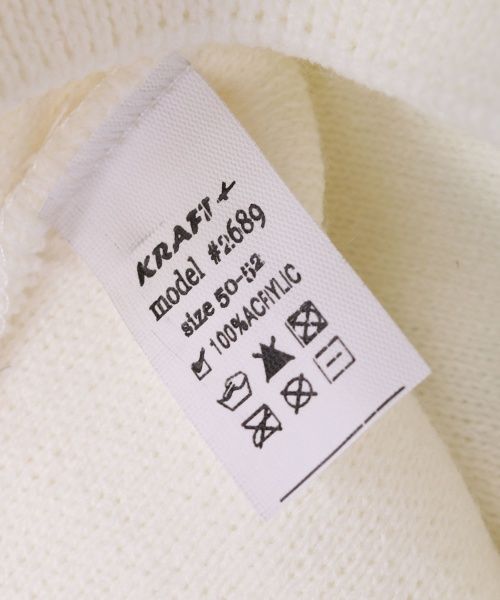 KRAFT+
model #2689
size 50-52
100%ACRYLIC